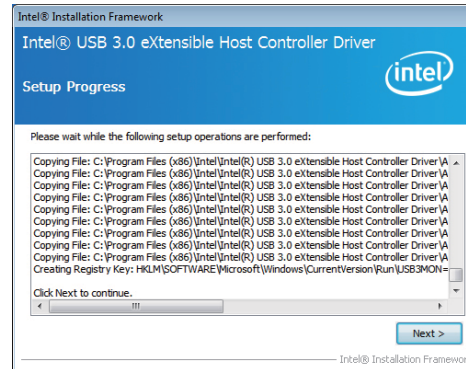 Intel® Installation Framework
Intel® USB 3.0 eXtensible Host Controller Driver
intel
Setup Progress
Please wait while the following setup operations are performed:
Copying File: C:\Program Files (x86)\Intel\Intel(R) USB 3.0 eXtensible Host Controller Driver\A
Copying File: C:\Program Files (x86)\Intel\Intel(R) USB 3.0 eXtensible Host Controller Driver\A
Copying File: C:\Program Files (x86)\Intel\Intel(R) USB 3.0 eXtensible Host Controller Driver\A
Copying File: C:\Program Files (x86)\Intel\Intel(R) USB 3.0 eXtensible Host Controller Driver\A
Copying File: C:\Program Files (x86)\Intel\Intel(R) USB 3.0 eXtensible Host Controller Driver\A
Copying File: C:\Program Files (x86)\Intel\Intel(R) USB 3.0 eXtensible Host Controller Driver\A
Copying File: C:\Program Files (x86)\Intel\Intel(R) USB 3.0 eXtensible Host Controller Driver\A
Copying File: C:\Program Files (x86)\Intel\Intel(R) USB 3.0 eXtensible Host Controller Driver\A
Copying File: C:\Program Files (x86)\Intel\Intel(R) USB 3.0 eXtensible Host Controller Driver\A
Creating Registry Key: HKLM\SOFTWARE\Microsoft\Windows\CurrentVersion\Run\USB3MON=
Click Next to continue.
Next >
Intel® Installation Framewor